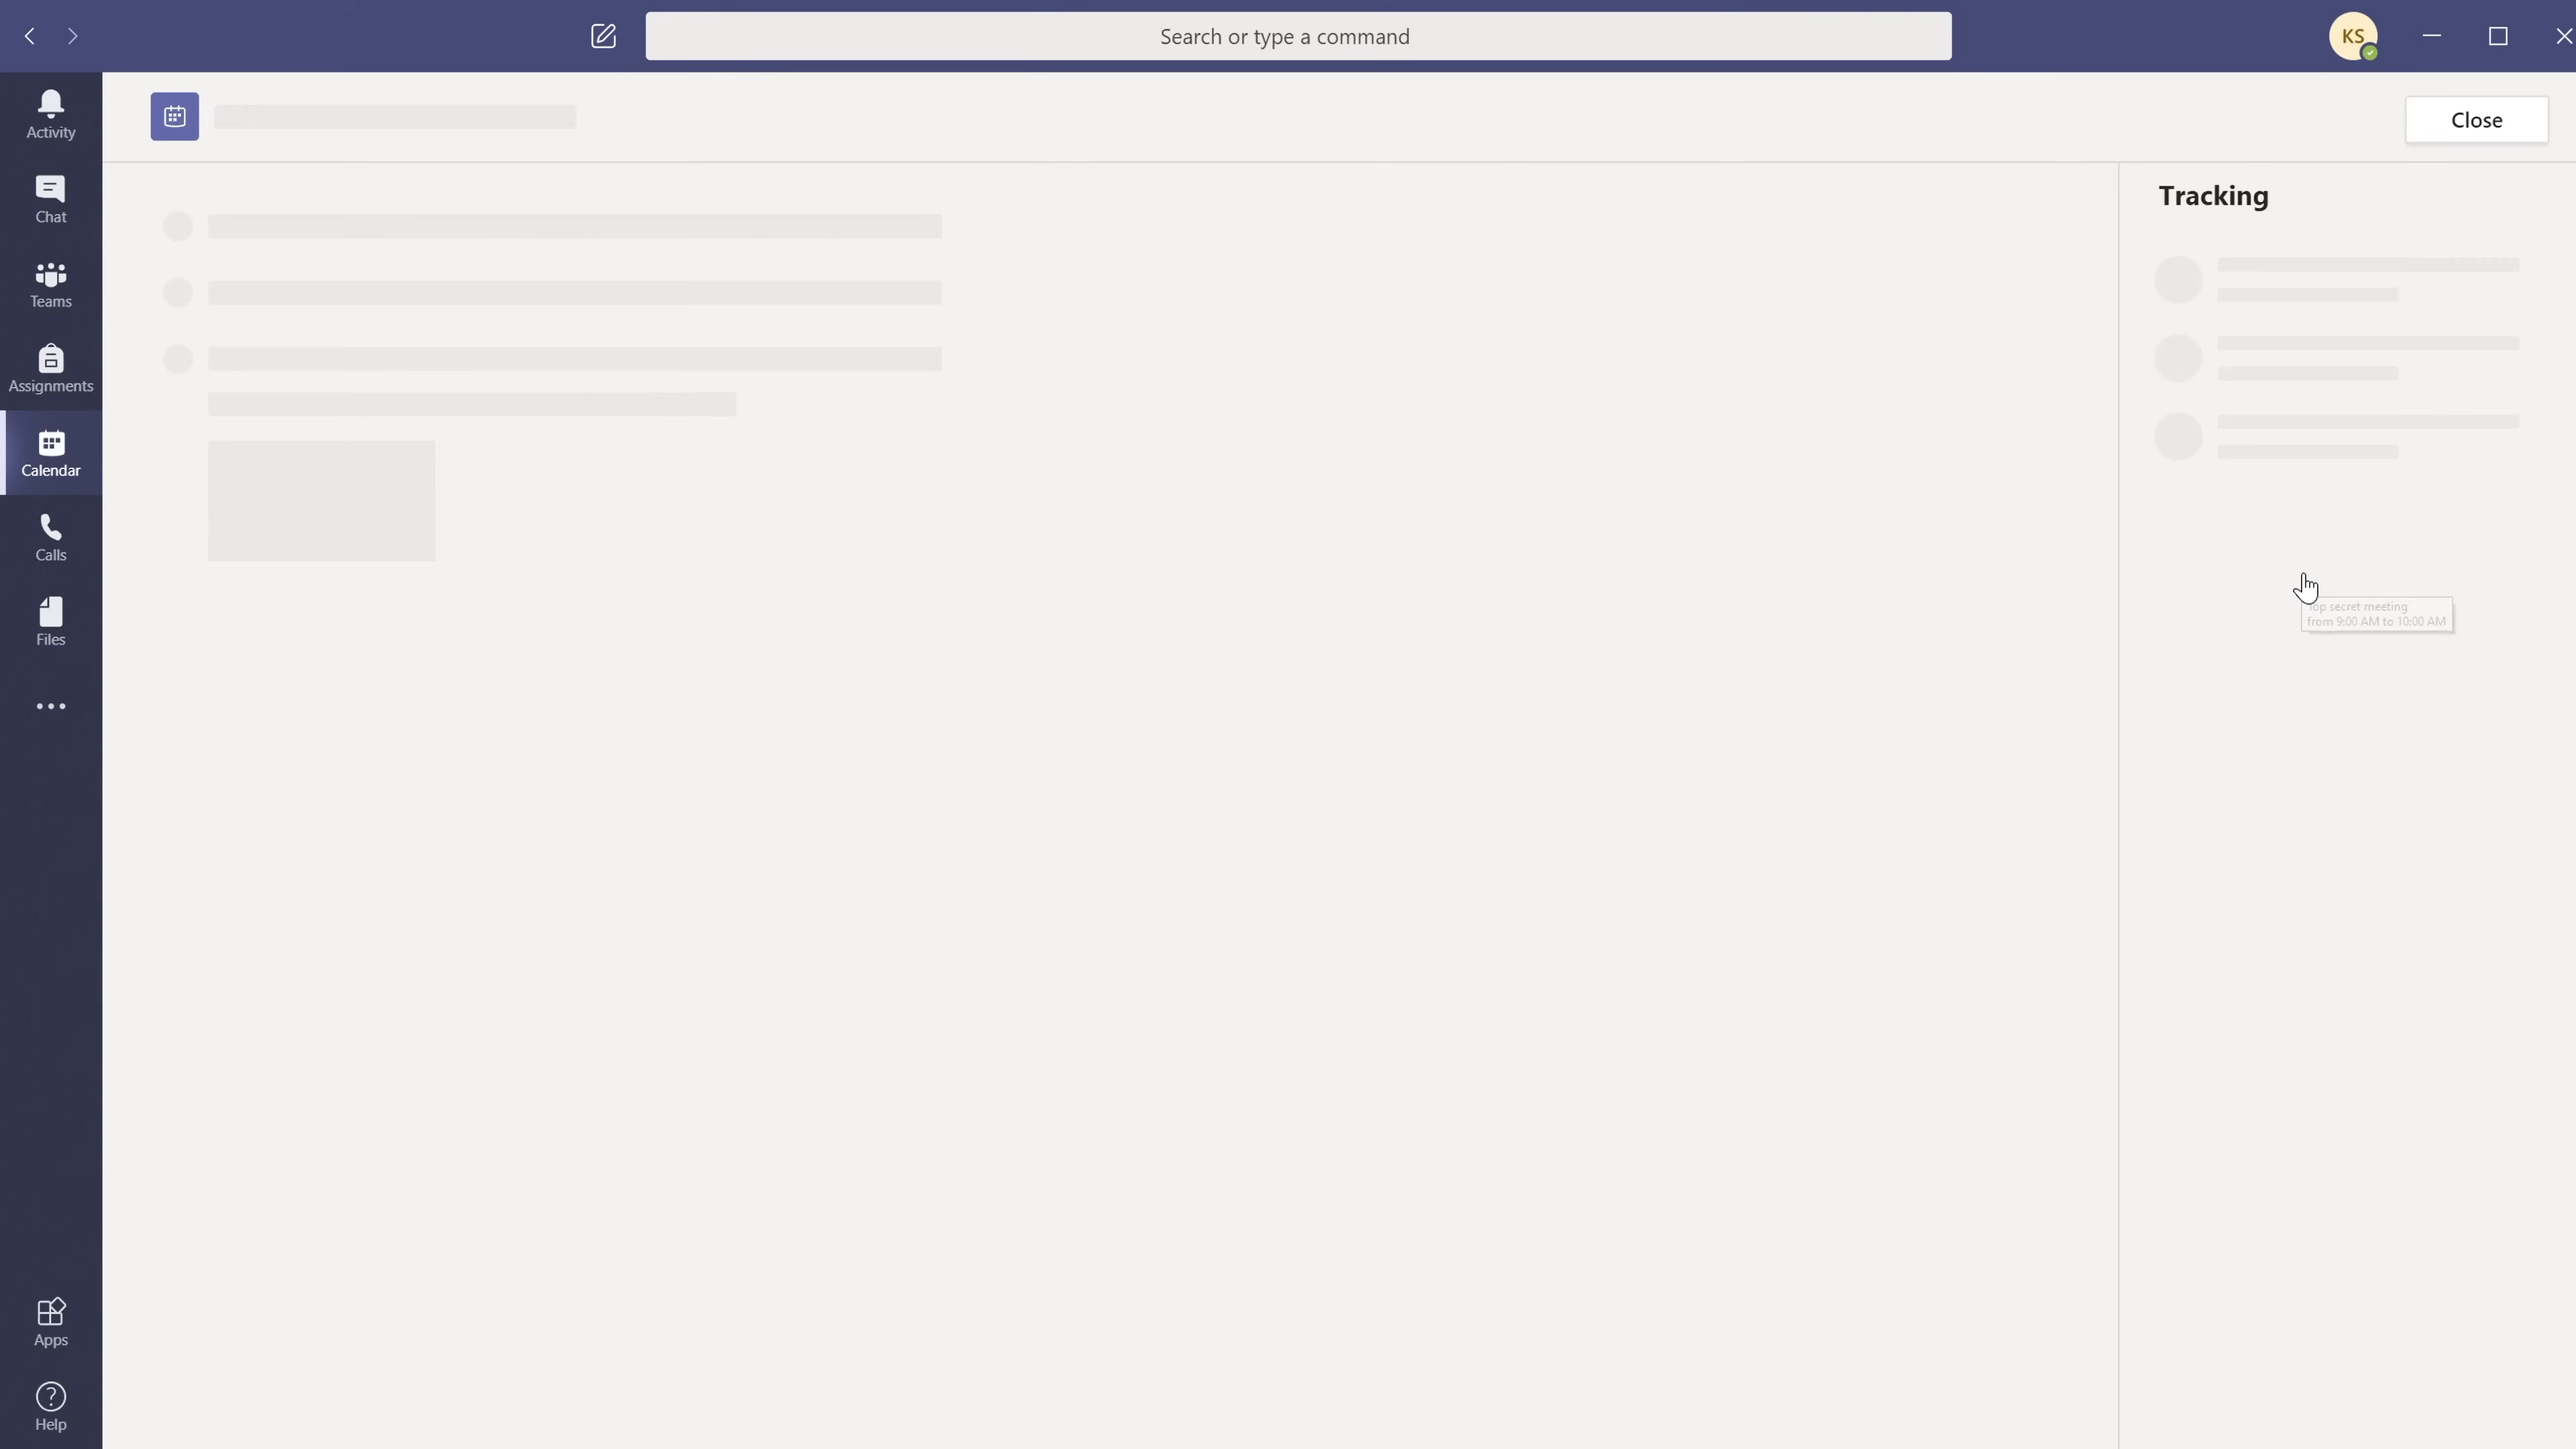 Search or type a command
KS
Activity
Chat
Teams
Assignments
Calendar
Calls
Files
Apps
Help
Close
Tracking
Top secret meeting
from 9:00 AM to 10:00 AM